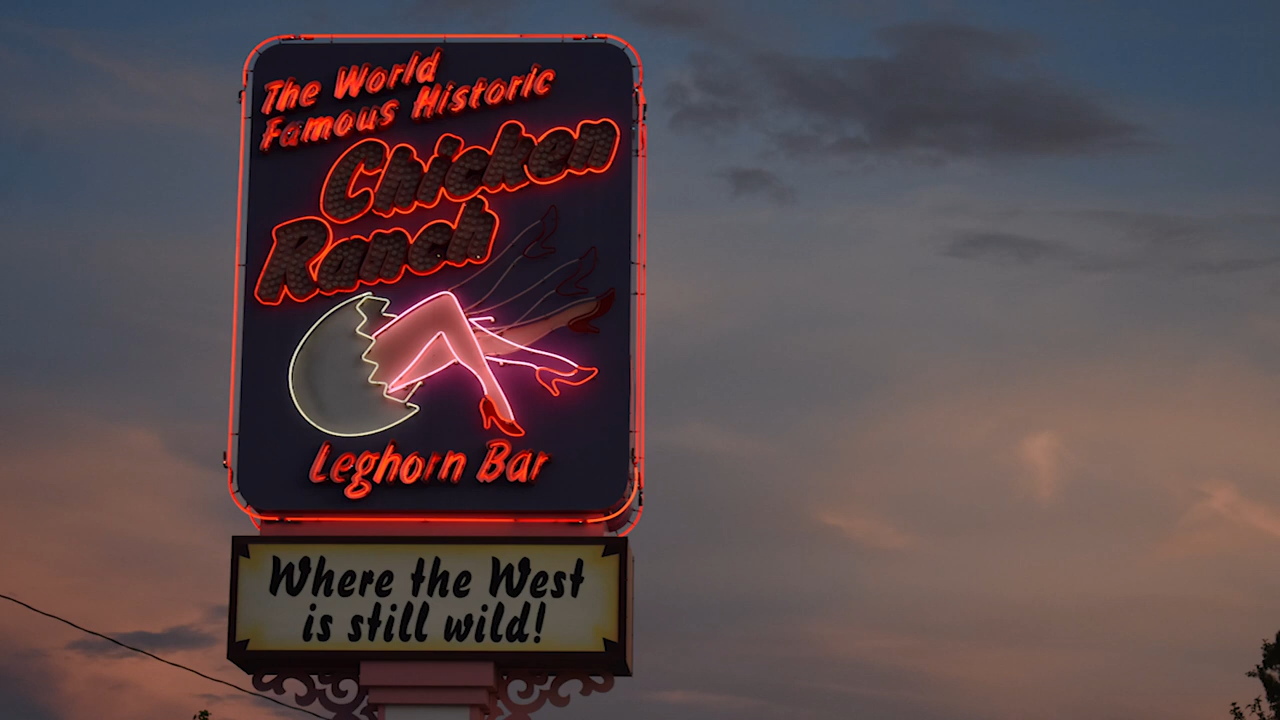 The World
Famous Historic
Chicken
Ranch
Leghorn Bar
Where the West
is still wild!